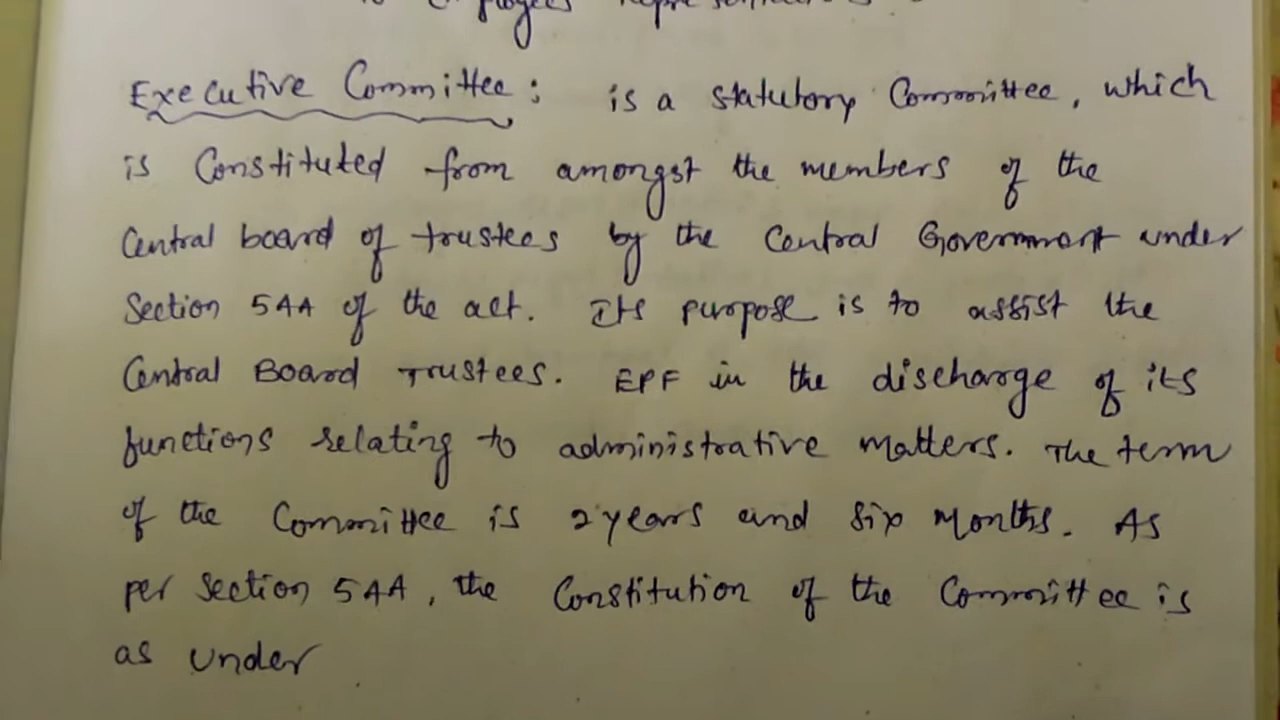 Employees
Executive Committee : is a statutory Committee, which
is Constituted from amongst the members of the
Central board of trustees by the Central Government under
Section 5AA of the act. Its purpose is to assist the
Central Board Trustees. EPF in the discharge of its
functions relating to administrative matters. The term
of the Committee is 2 years and six months. As
per section 5AA, the Constitution of the Committee is
as under